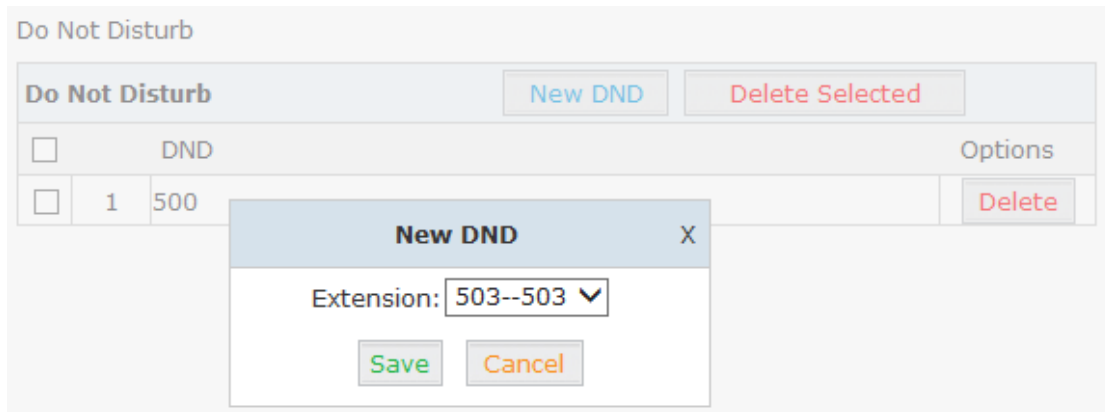 Do Not Disturb
Do Not Disturb New DND Delete Selected
DND Options
1 500 Delete
New DND X
Extension: 503--503
Save Cancel